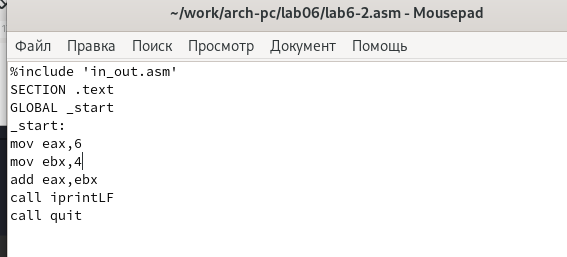 ~/work/arch-pc/lab06/lab6-2.asm - Mousepad
Файл Правка Поиск Просмотр Документ Помощь
%include 'in_out.asm'
SECTION .text
GLOBAL _start
_start:
mov eax,6
mov ebx,4
add eax,ebx
call iprintLF
call quit